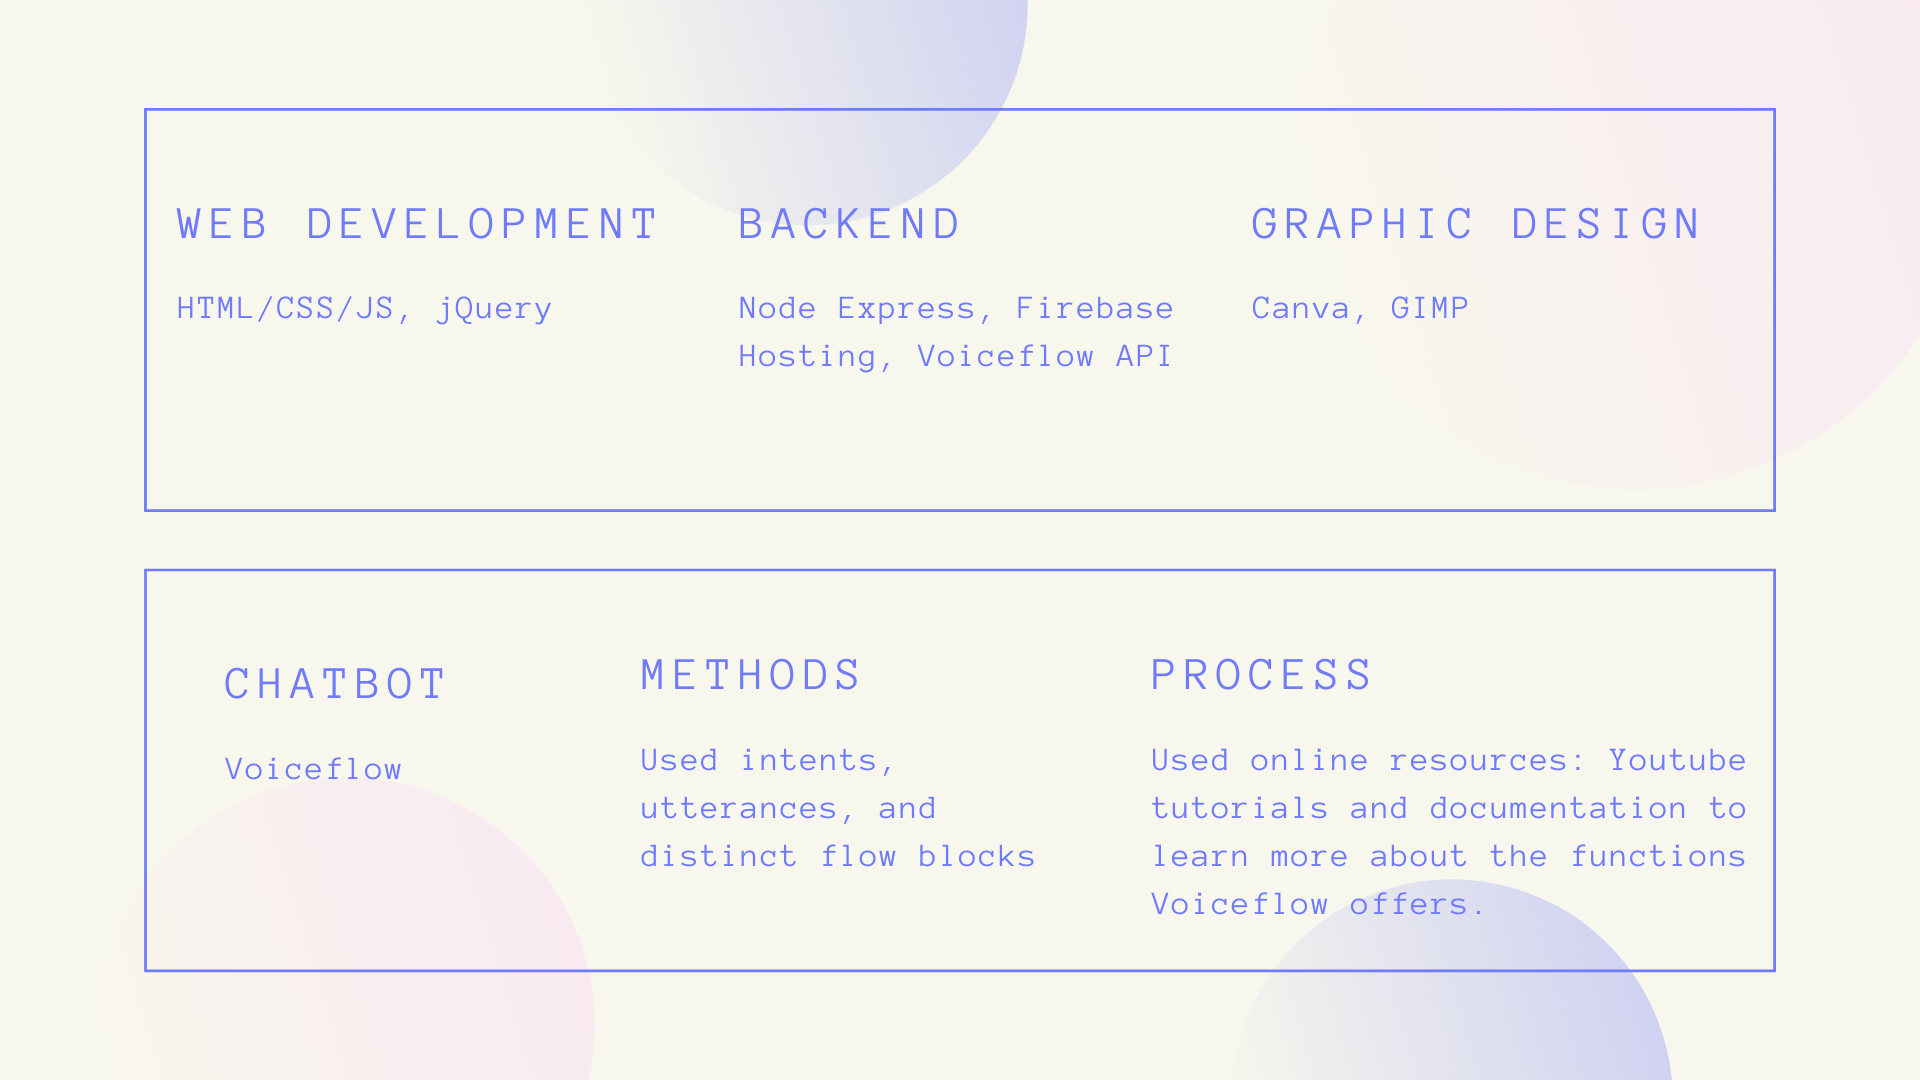 WEB DEVELOPMENT
HTML/CSS/JS, jQuery
BACKEND
Node Express, Firebase
Hosting, Voiceflow API
GRAPHIC DESIGN
Canva, GIMP
CHATBOT
Voiceflow
METHODS
Used intents,
utterances, and
distinct flow blocks
PROCESS
Used online resources: Youtube
tutorials and documentation to
learn more about the functions
Voiceflow offers.